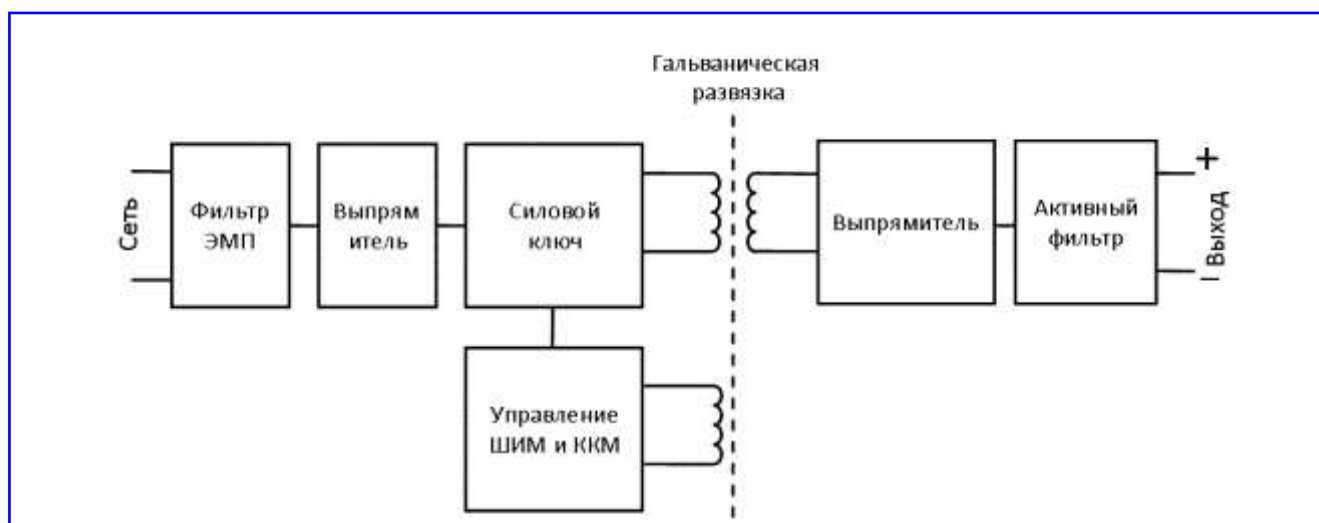 Гальваническая
развязка
Сеть
Фильтр
ЭМП
Выпрям
итель
Силовой
ключ
Выпрямитель
Активный
фильтр
+
Выход
–
Управление
ШИМ и ККМ